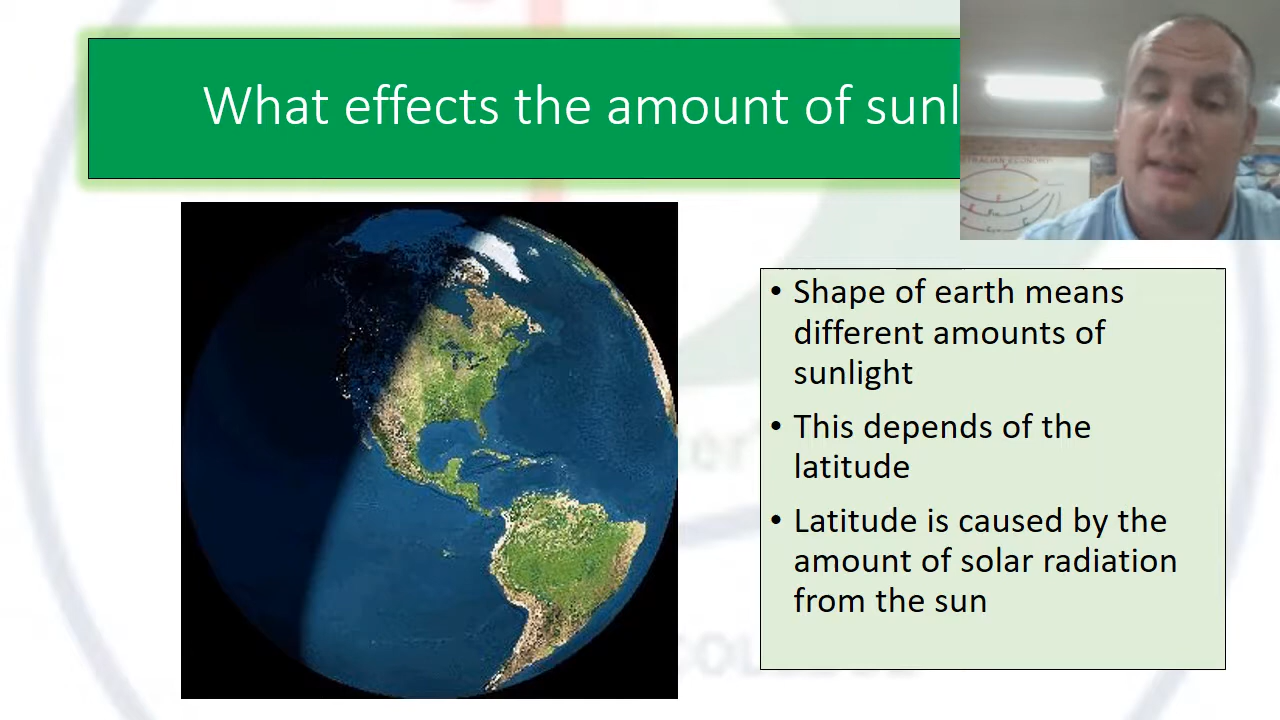 What effects the amount of sunl
Shape of earth means
different amounts of
sunlight
This depends of the
latitude
Latitude is caused by the
amount of solar radiation
from the sun